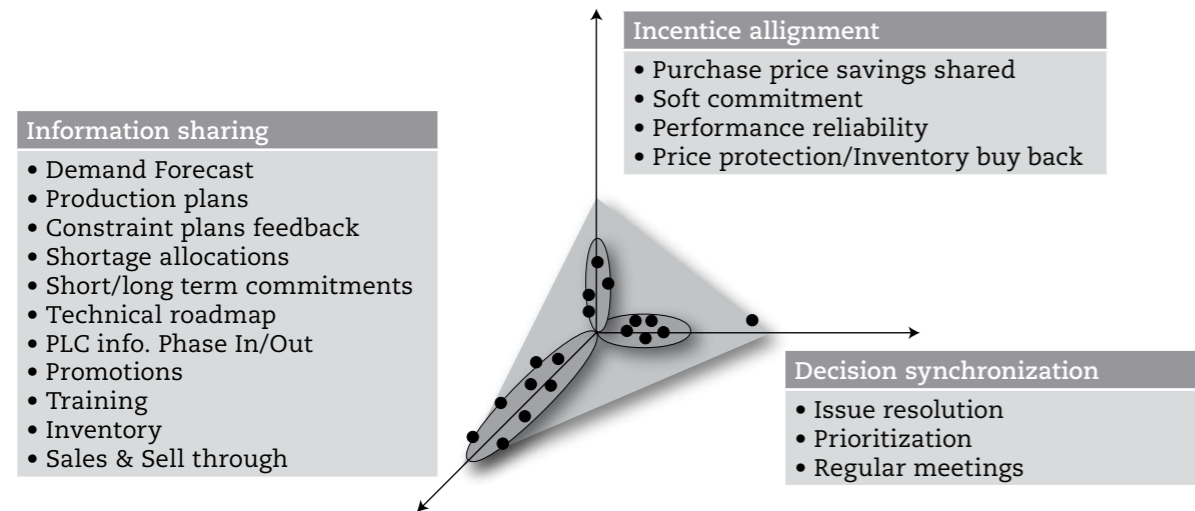 Incentice allignment
• Purchase price savings shared
• Soft commitment
• Performance reliability
• Price protection/Inventory buy back
Information sharing
• Demand Forecast
• Production plans
• Constraint plans feedback
• Shortage allocations
• Short/long term commitments
• Technical roadmap
• PLC info. Phase In/Out
• Promotions
• Training
• Inventory
• Sales & Sell through
Decision synchronization
• Issue resolution
• Prioritization
• Regular meetings